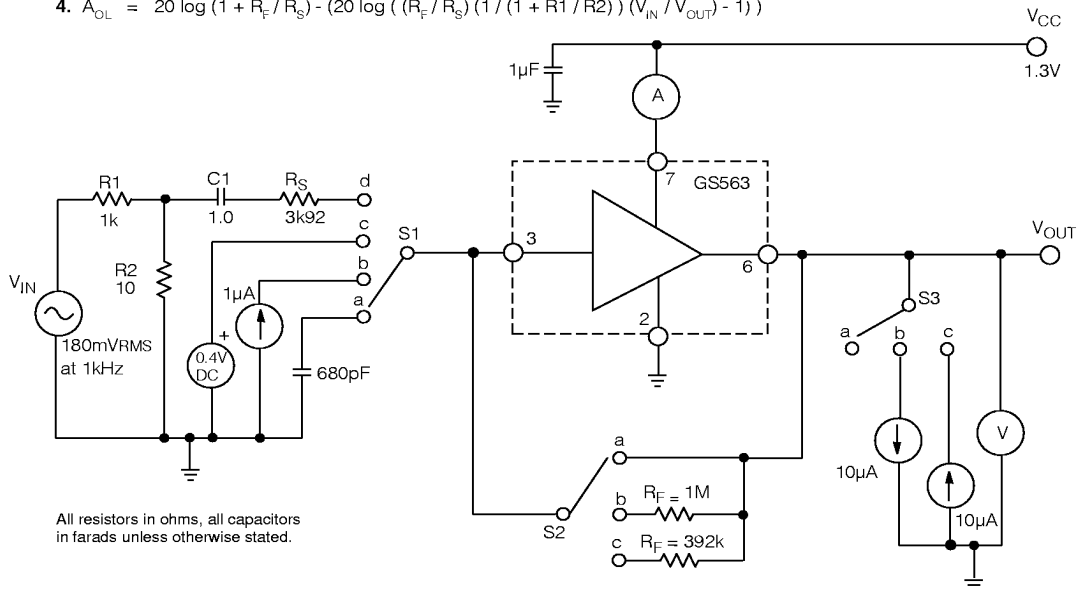 4. A_OL = 20 log (1 + R_F / R_S) - (20 log ( (R_F / R_S) (1 / (1 + R1 / R2) ) (V_IN / V_OUT) - 1) )
V_CC
1.3V
1µF
A
7
GS563
R1
1k
C1
1.0
R_S
3k92
d
c
S1
b
a
3
6
V_OUT
R2
10
1µA
V_IN
180mVRMS
at 1kHz
+
0.4V
DC
680pF
2
S3
a
b
c
V
10µA
10µA
a
b
R_F = 1M
S2
c
R_F = 392k
All resistors in ohms, all capacitors
in farads unless otherwise stated.